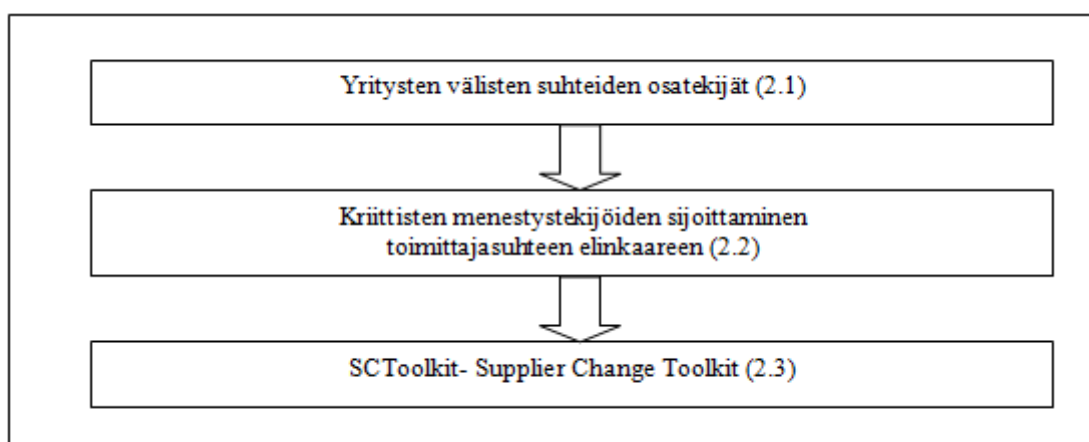 Yritysten välisten suhteiden osatekijät (2.1)
Kriittisten menestystekijöiden sijoittaminen
toimittajasuhteen elinkaareen (2.2)
SCToolkit- Supplier Change Toolkit (2.3)